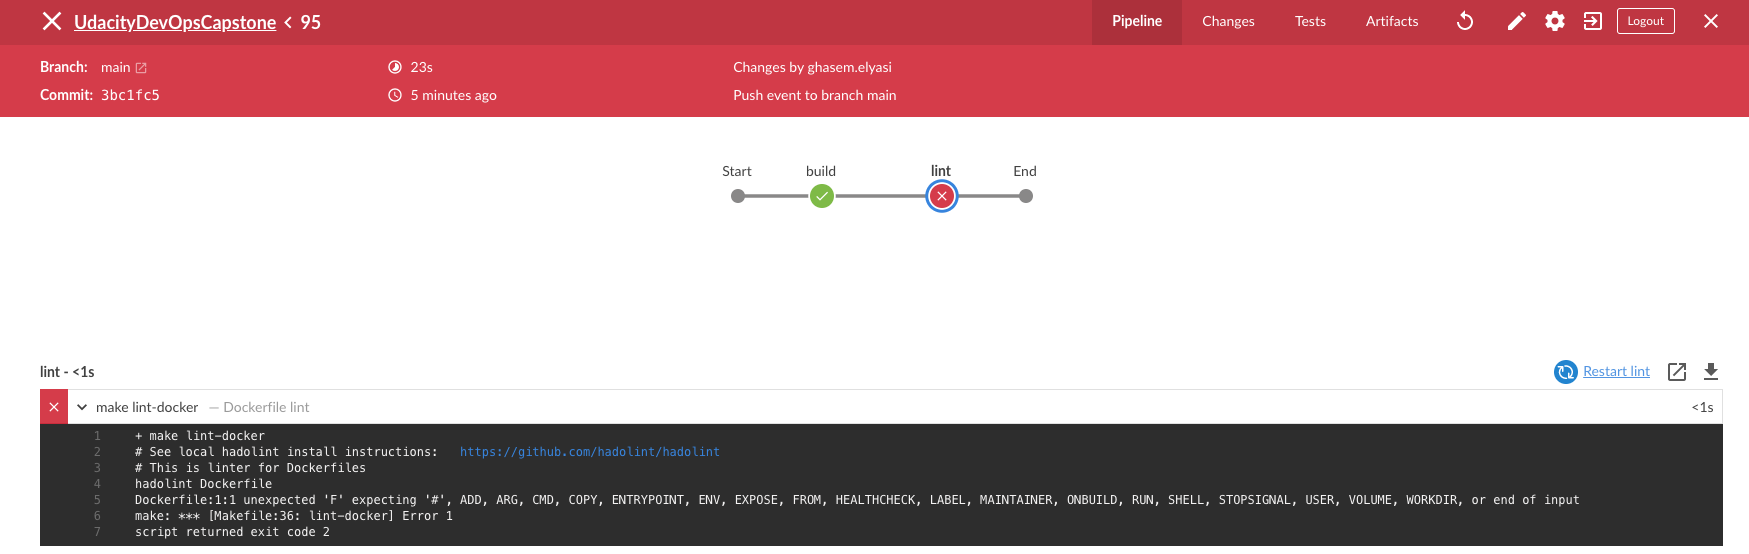 UdacityDevOpsCapstone < 95
Pipeline Changes Tests Artifacts Logout
Branch: main 23s Changes by ghasem.elyasi
Commit: 3bc1fc5 5 minutes ago Push event to branch main
Start build lint End
lint - <1s Restart lint
make lint-docker — Dockerfile lint <1s
1 + make lint-docker
2 # See local hadolint install instructions: https://github.com/hadolint/hadolint
3 # This is linter for Dockerfiles
4 hadolint Dockerfile
5 Dockerfile:1:1 unexpected 'F' expecting '#', ADD, ARG, CMD, COPY, ENTRYPOINT, ENV, EXPOSE, FROM, HEALTHCHECK, LABEL, MAINTAINER, ONBUILD, RUN, SHELL, STOPSIGNAL, USER, VOLUME, WORKDIR, or end of input
6 make: *** [Makefile:36: lint-docker] Error 1
7 script returned exit code 2